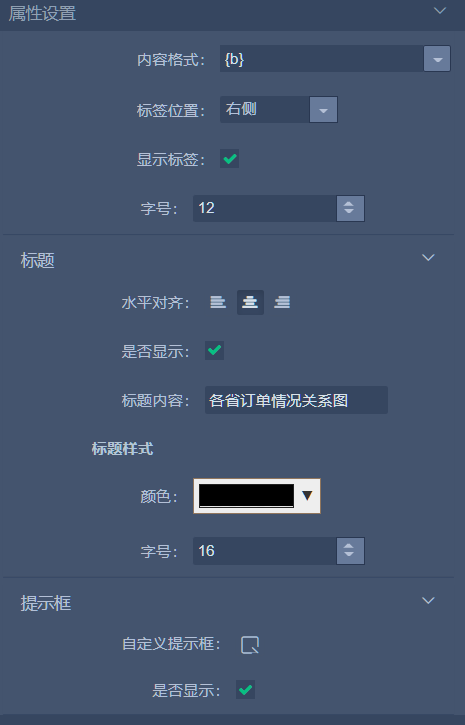 属性设置
内容格式： {b}
标签位置： 右侧
显示标签：
字号： 12
标题
水平对齐：
是否显示：
标题内容： 各省订单情况关系图
标题样式
颜色：
字号： 16
提示框
自定义提示框：
是否显示：